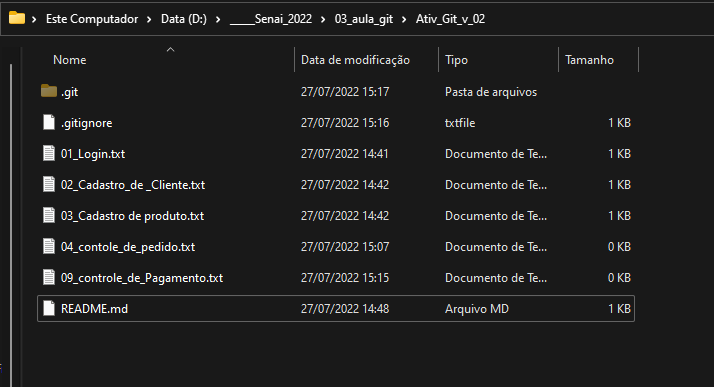 Este Computador > Data (D:) > _____Senai_2022 > 03_aula_git > Ativ_Git_v_02
Nome Data de modificação Tipo Tamanho
.git 27/07/2022 15:17 Pasta de arquivos
.gitignore 27/07/2022 15:16 txtfile 1 KB
01_Login.txt 27/07/2022 14:41 Documento de Te... 1 KB
02_Cadastro_de _Cliente.txt 27/07/2022 14:42 Documento de Te... 1 KB
03_Cadastro de produto.txt 27/07/2022 14:42 Documento de Te... 1 KB
04_contole_de_pedido.txt 27/07/2022 15:07 Documento de Te... 0 KB
09_controle_de_Pagamento.txt 27/07/2022 15:15 Documento de Te... 0 KB
README.md 27/07/2022 14:48 Arquivo MD 1 KB